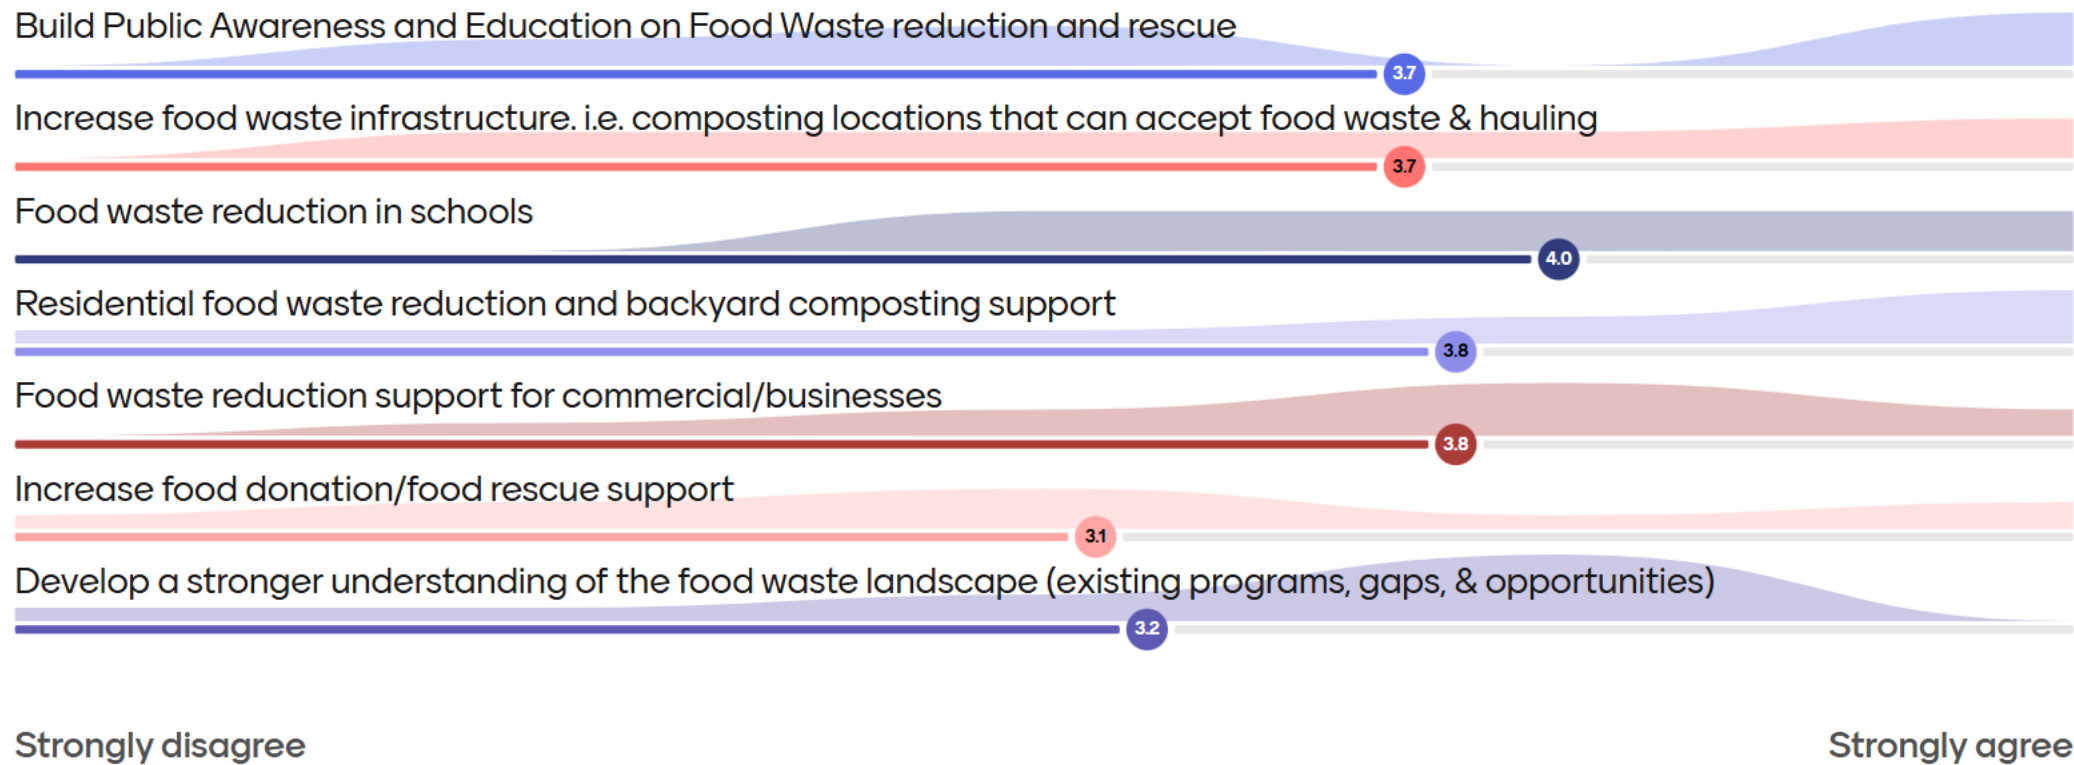 Build Public Awareness and Education on Food Waste reduction and rescue
3.7
Increase food waste infrastructure. i.e. composting locations that can accept food waste & hauling
3.7
Food waste reduction in schools
4.0
Residential food waste reduction and backyard composting support
3.8
Food waste reduction support for commercial/businesses
3.8
Increase food donation/food rescue support
3.1
Develop a stronger understanding of the food waste landscape (existing programs, gaps, & opportunities)
3.2
Strongly disagree Strongly agree